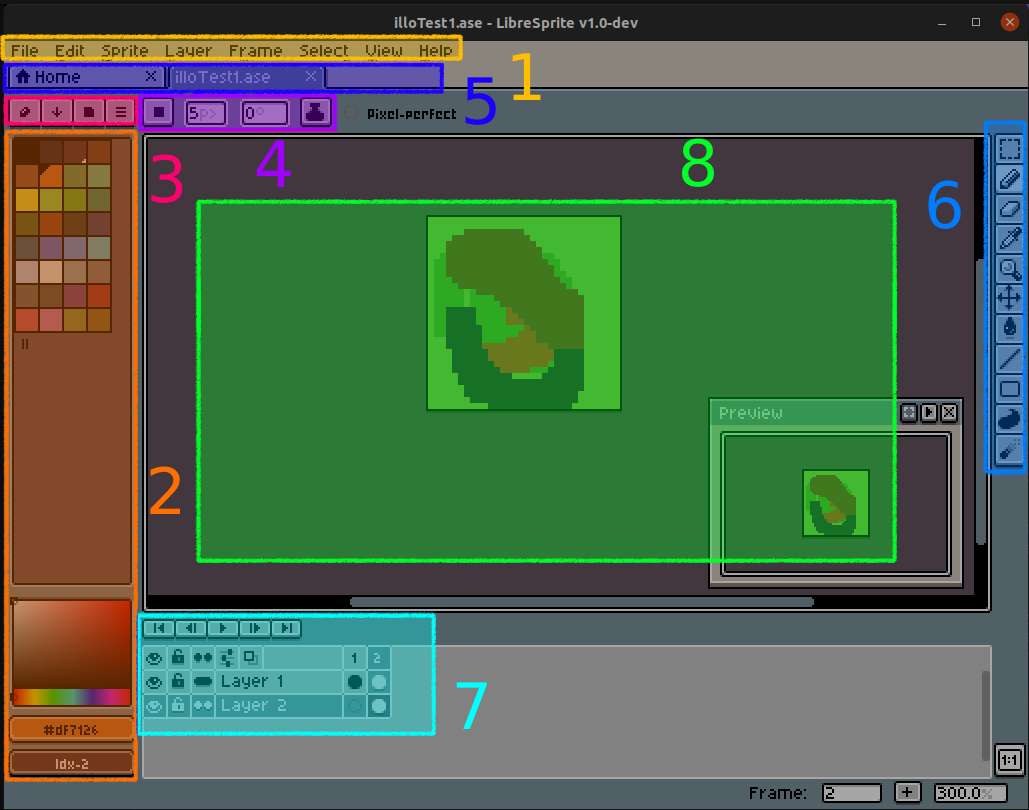 illoTest1.ase - LibreSprite v1.0-dev
File Edit Sprite Layer Frame Select View Help
1
Home illoTest1.ase
5
5px 0° Pixel-perfect
3
4
8
6
Preview
2
1 2
Layer 1
Layer 2
7
#dF7126
Idx-2
1:1
Frame: 2 + 300.0%